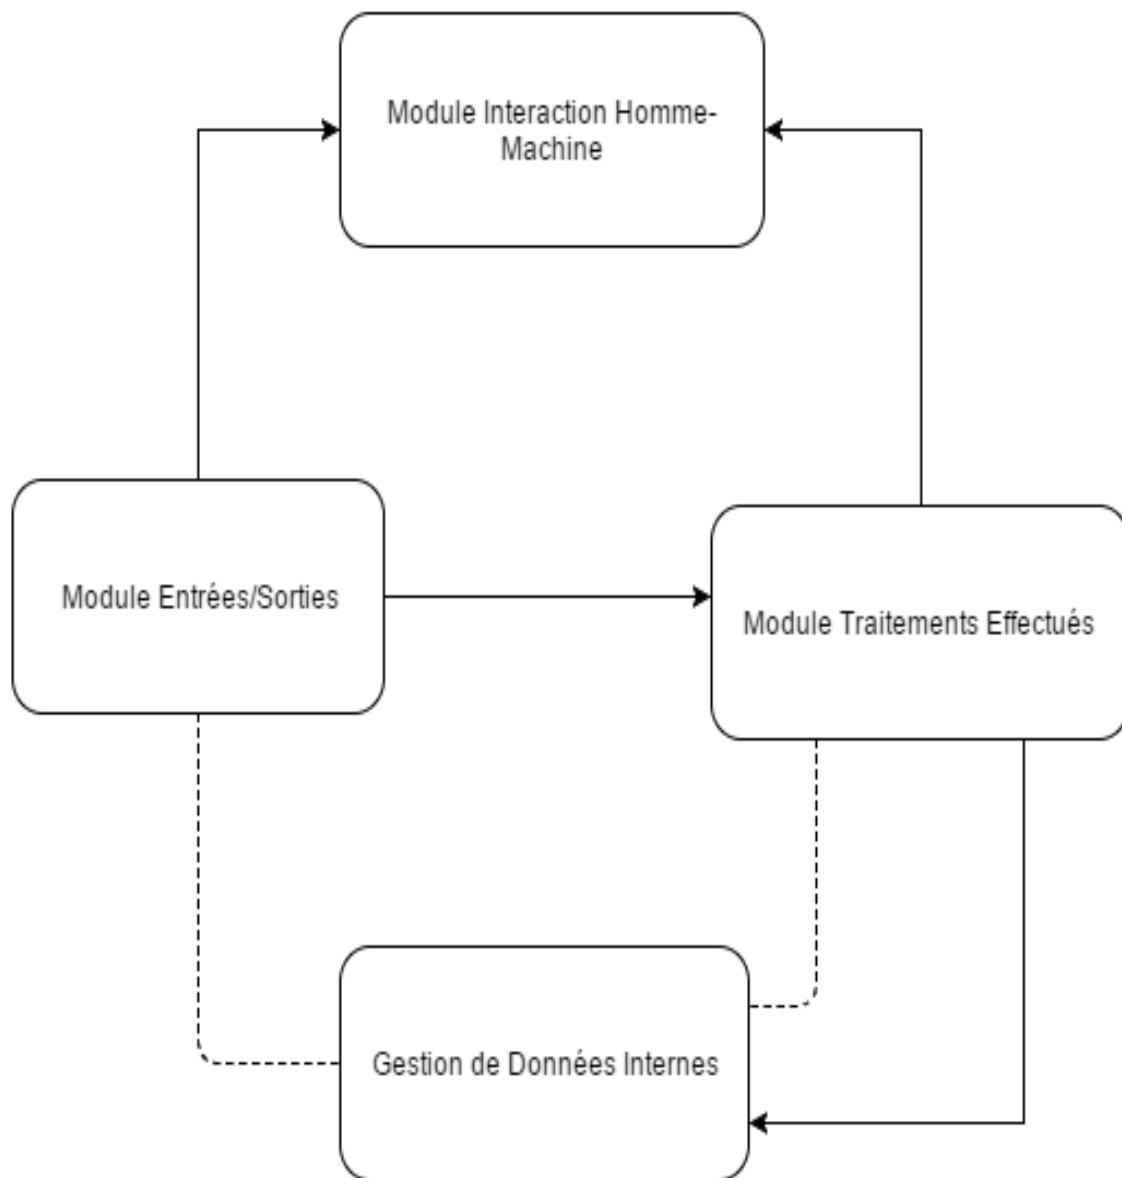 Module Interaction Homme-
Machine
Module Entrées/Sorties
Module Traitements Effectués
Gestion de Données Internes